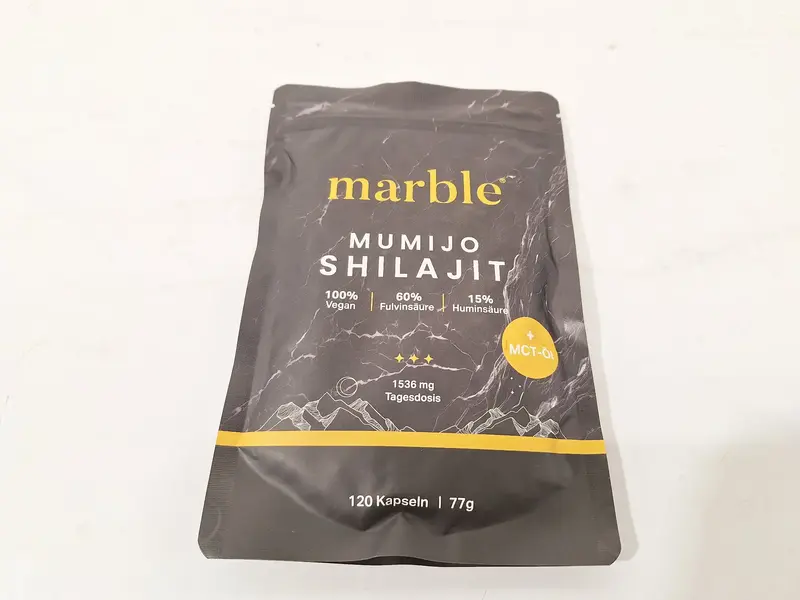 marble®
MUMIJO
SHILAJIT
100% Vegan
60% Fulvinsäure
15% Huminsäure
+
MCT-Öl
1536 mg
Tagesdosis
120 Kapseln | 77g